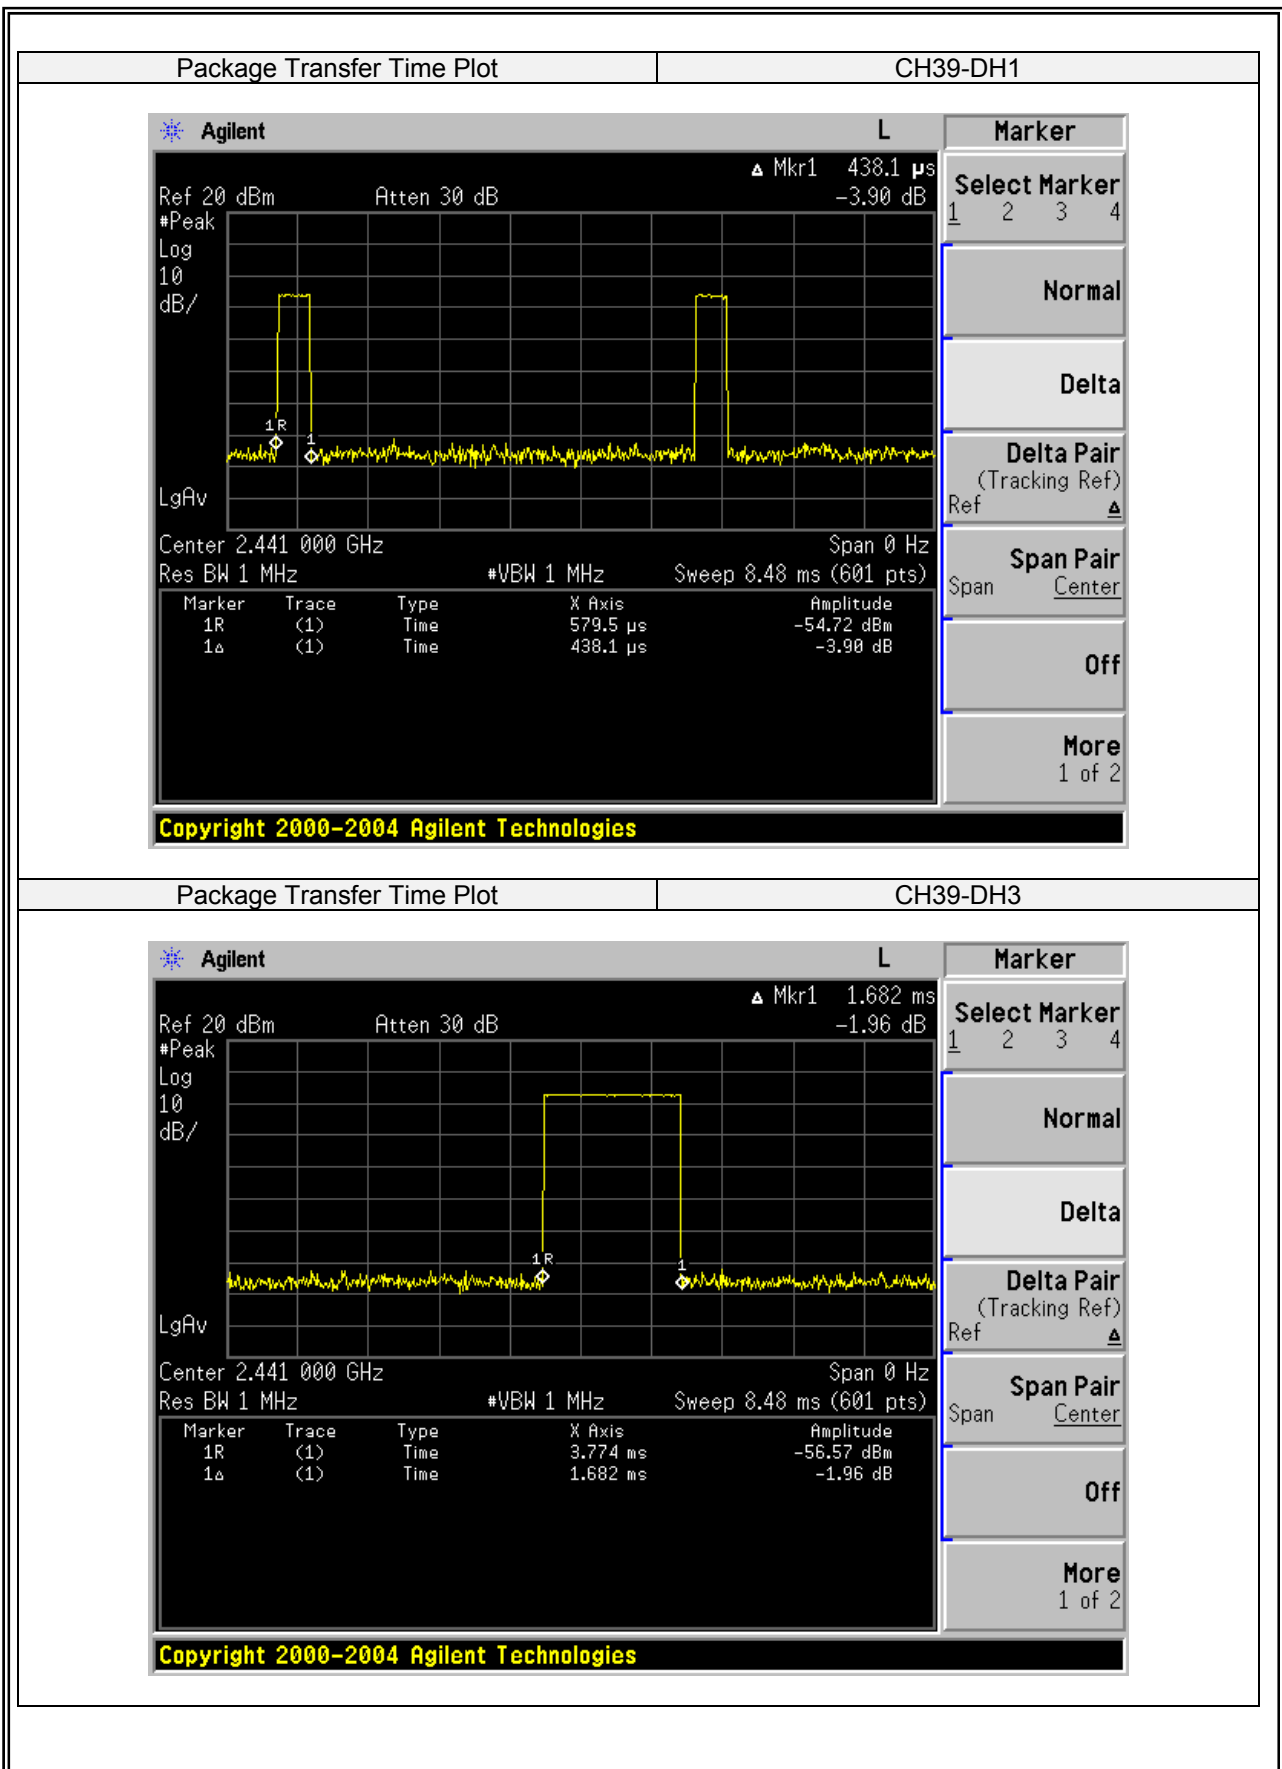 Package Transfer Time Plot CH39-DH1
Agilent L Marker
Δ Mkr1 438.1 µs
Ref 20 dBm Atten 30 dB -3.90 dB
#Peak
Log
10
dB/
1R
1
LgAv
Center 2.441 000 GHz Span 0 Hz
Res BW 1 MHz #VBW 1 MHz Sweep 8.48 ms (601 pts)
Marker Trace Type X Axis Amplitude
1R (1) Time 579.5 µs -54.72 dBm
1Δ (1) Time 438.1 µs -3.90 dB
Select Marker
1 2 3 4
Normal
Delta
Delta Pair
(Tracking Ref)
Ref Δ
Span Pair
Span Center
Off
More
1 of 2
Copyright 2000-2004 Agilent Technologies
Package Transfer Time Plot CH39-DH3
Agilent L Marker
Δ Mkr1 1.682 ms
Ref 20 dBm Atten 30 dB -1.96 dB
#Peak
Log
10
dB/
1R
1
LgAv
Center 2.441 000 GHz Span 0 Hz
Res BW 1 MHz #VBW 1 MHz Sweep 8.48 ms (601 pts)
Marker Trace Type X Axis Amplitude
1R (1) Time 3.774 ms -56.57 dBm
1Δ (1) Time 1.682 ms -1.96 dB
Select Marker
1 2 3 4
Normal
Delta
Delta Pair
(Tracking Ref)
Ref Δ
Span Pair
Span Center
Off
More
1 of 2
Copyright 2000-2004 Agilent Technologies